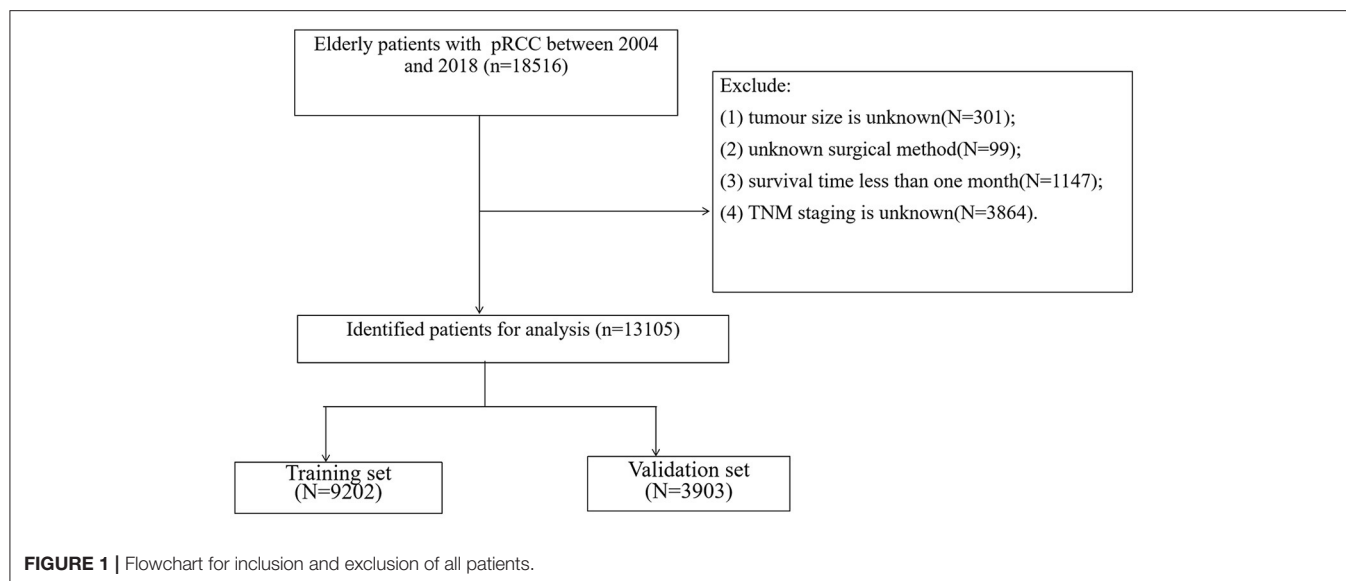 Elderly patients with pRCC between 2004
and 2018 (n=18516)
Exclude:
(1) tumour size is unknown(N=301);
(2) unknown surgical method(N=99);
(3) survival time less than one month(N=1147);
(4) TNM staging is unknown(N=3864).
Identified patients for analysis (n=13105)
Training set
(N=9202)
Validation set
(N=3903)
FIGURE 1 | Flowchart for inclusion and exclusion of all patients.